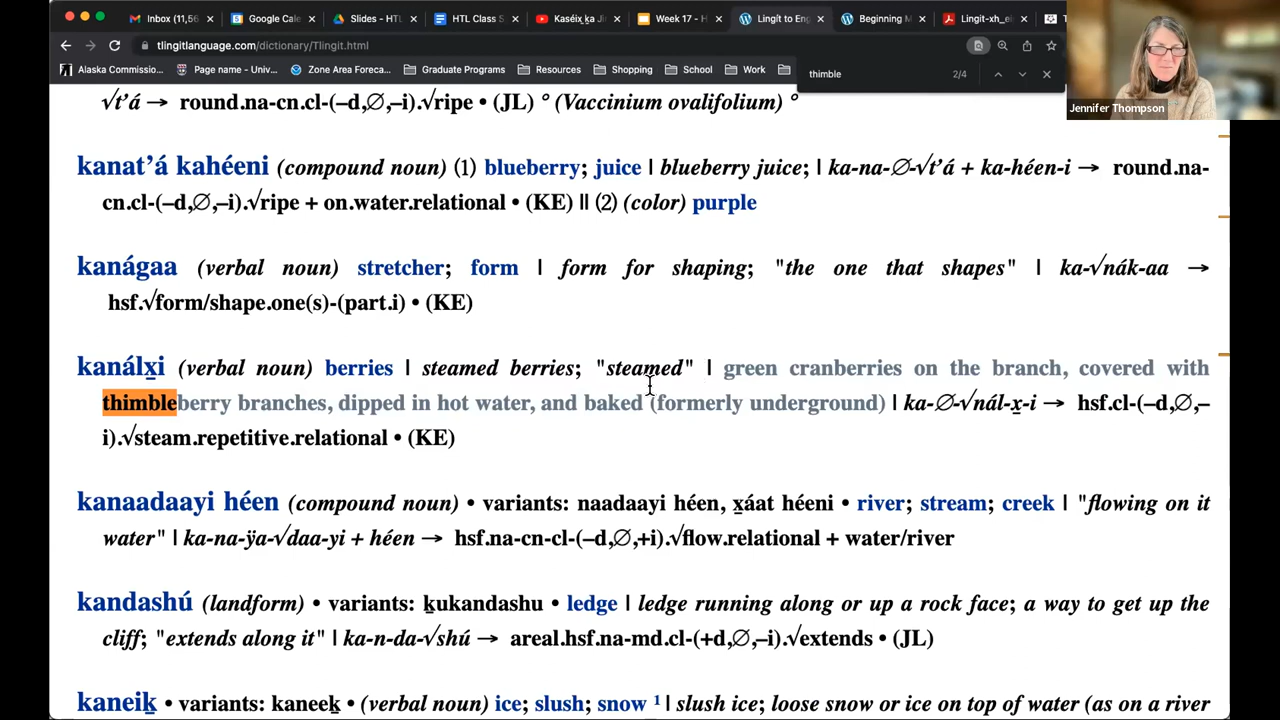 Inbox (11,56
Google Cale
Slides - HTL
HTL Class S
Kaséix̱ ka Ji
Week 17 - H
Lingít to Eng
Beginning M
Lingit-xh_ei
tlingitlanguage.com/dictionary/Tlingit.html
Alaska Commissio...
Page name - Univ...
Zone Area Foreca...
Graduate Programs
Resources
Shopping
School
Work
thimble 2/4
Jennifer Thompson
√t’á → round.na-cn.cl-(–d,∅,–i).√ripe • (JL) ° (Vaccinium ovalifolium) °
kanat’á kahéeni (compound noun) (1) blueberry; juice | blueberry juice; | ka-na-∅-√t’á + ka-héen-i → round.na-
cn.cl-(–d,∅,–i).√ripe + on.water.relational • (KE) || (2) (color) purple
kanágaa (verbal noun) stretcher; form | form for shaping; "the one that shapes" | ka-√nák-aa →
hsf.√form/shape.one(s)-(part.i) • (KE)
kanálx̱i (verbal noun) berries | steamed berries; "steamed" | green cranberries on the branch, covered with
thimbleberry branches, dipped in hot water, and baked (formerly underground) | ka-∅-√nál-x̱-i → hsf.cl-(–d,∅,–
i).√steam.repetitive.relational • (KE)
kanaadaayi héen (compound noun) • variants: naadaayi héen, x̱áat héeni • river; stream; creek | "flowing on it
water" | ka-na-ÿa-√daa-yi + héen → hsf.na-cn-cl-(–d,∅,+i).√flow.relational + water/river
kandashú (landform) • variants: ḵukandashu • ledge | ledge running along or up a rock face; a way to get up the
cliff; "extends along it" | ka-n-da-√shú → areal.hsf.na-md.cl-(+d,∅,–i).√extends • (JL)
kaneiḵ • variants: kaneeḵ • (verbal noun) ice; slush; snow ¹ | slush ice; loose snow or ice on top of water (as on a river